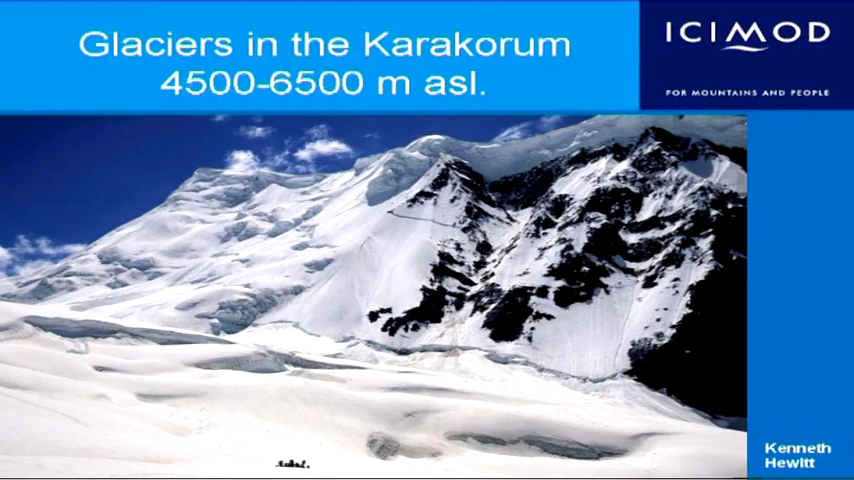 Glaciers in the Karakorum
4500-6500 m asl.
ICIMOD
FOR MOUNTAINS AND PEOPLE
Kenneth
Hewitt